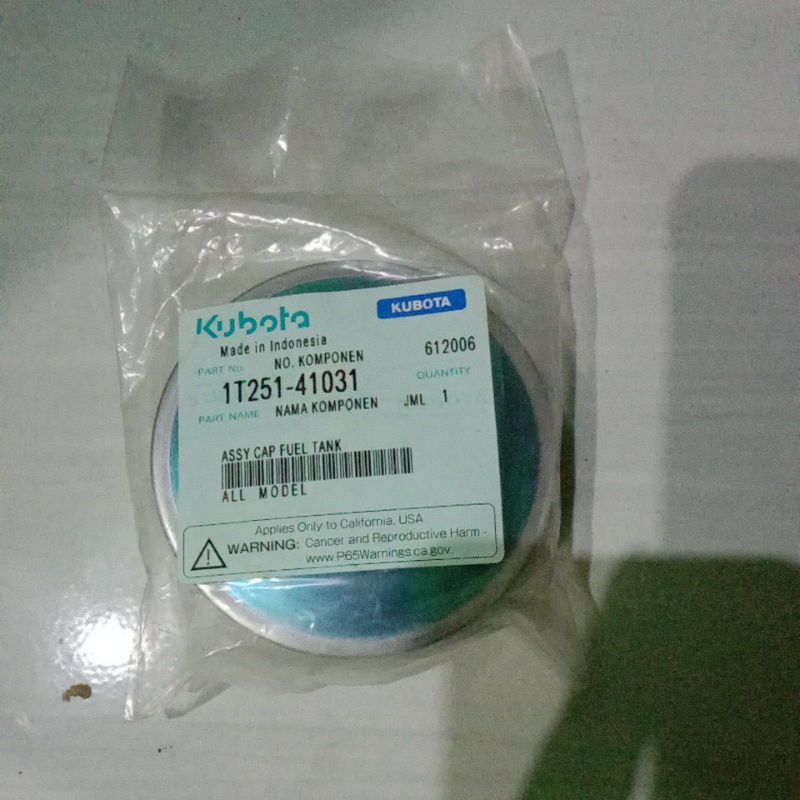 Kubota KUBOTA
Made in Indonesia
PART No. NO. KOMPONEN 612006
1T251-41031 QUANTITY
PART NAME NAMA KOMPONEN JML 1
ASSY CAP FUEL TANK
ALL MODEL
Applies Only to California, USA
WARNING: Cancer and Reproductive Harm -
www.P65Warnings.ca.gov.